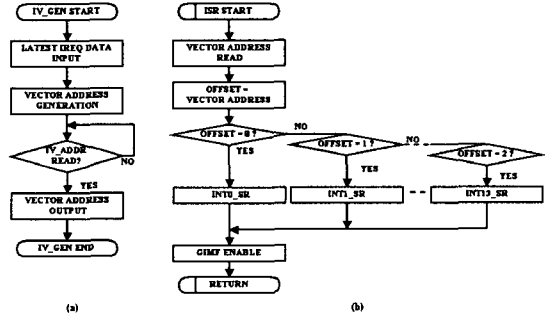 IV_GEN START
LATEST IREQ DATA
INPUT
VECTOR ADDRESS
GENERATION
IV_ADDR
READ?
NO
YES
VECTOR ADDRESS
OUTPUT
IV_GEN END
(a)
ISR START
VECTOR ADDRESS
READ
OFFSET =
VECTOR ADDRESS
OFFSET = 0 ?
NO
YES
OFFSET = 1 ?
NO
YES
OFFSET = 2 ?
YES
INT0_SR
INT1_SR
INT13_SR
GIMF ENABLE
RETURN
(b)